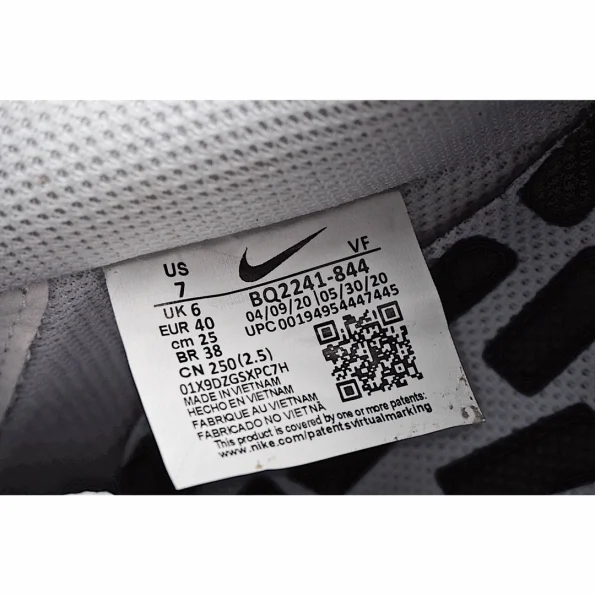 US
7
UK 6
EUR 40
cm 25
BR 38
CN 250(2.5)
VF
BQ2241-844
04/09/20 |05/30/20
UPC 00194954447445
01X9DZGSXPC7H
MADE IN VIETNAM
HECHO EN VIETNAM
FABRIQUE AU VIETNAM
FABRICADO NO VIETNÃ
This product is covered by one or more patents:
www.nike.com/patentsvirtualmarking